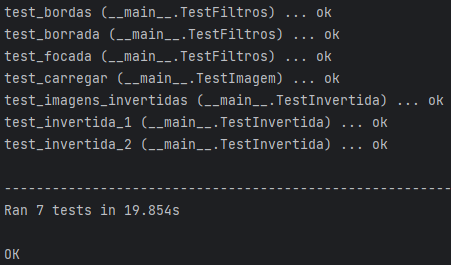 test_bordas (__main__.TestFiltros) ... ok
test_borrada (__main__.TestFiltros) ... ok
test_focada (__main__.TestFiltros) ... ok
test_carregar (__main__.TestImagem) ... ok
test_imagens_invertidas (__main__.TestInvertida) ... ok
test_invertida_1 (__main__.TestInvertida) ... ok
test_invertida_2 (__main__.TestInvertida) ... ok
------------------------------------------------------
Ran 7 tests in 19.854s
OK